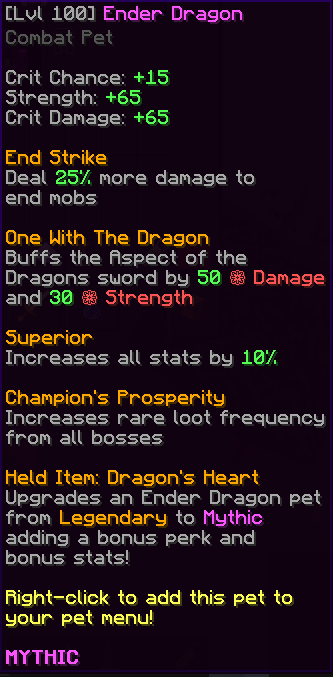 [Lvl 100] Ender Dragon
Combat Pet
Crit Chance: +15
Strength: +65
Crit Damage: +65
End Strike
Deal 25% more damage to
end mobs
One With The Dragon
Buffs the Aspect of the
Dragons sword by 50 ❁ Damage
and 30 ❁ Strength
Superior
Increases all stats by 10%
Champion's Prosperity
Increases rare loot frequency
from all bosses
Held Item: Dragon's Heart
Upgrades an Ender Dragon pet
from Legendary to Mythic
adding a bonus perk and
bonus stats!
Right-click to add this pet to
your pet menu!
MYTHIC